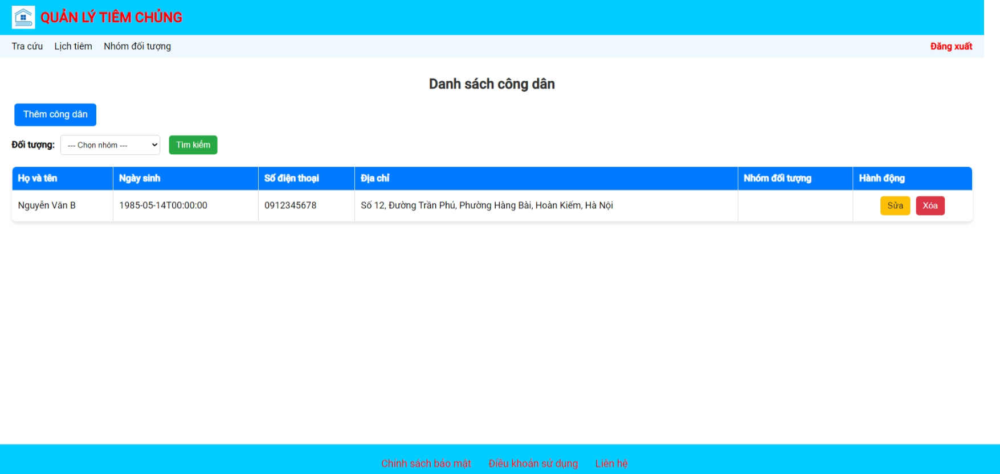 QUẢN LÝ TIÊM CHỦNG
Tra cứu Lịch tiêm Nhóm đối tượng Đăng xuất
Danh sách công dân
Thêm công dân
Đối tượng: --- Chọn nhóm --- Tìm kiếm
Họ và tên Ngày sinh Số điện thoại Địa chỉ Nhóm đối tượng Hành động
Nguyễn Văn B 1985-05-14T00:00:00 0912345678 Số 12, Đường Trần Phú, Phường Hàng Bài, Hoàn Kiếm, Hà Nội Sửa Xóa
Chính sách bảo mật Điều khoản sử dụng Liên hệ